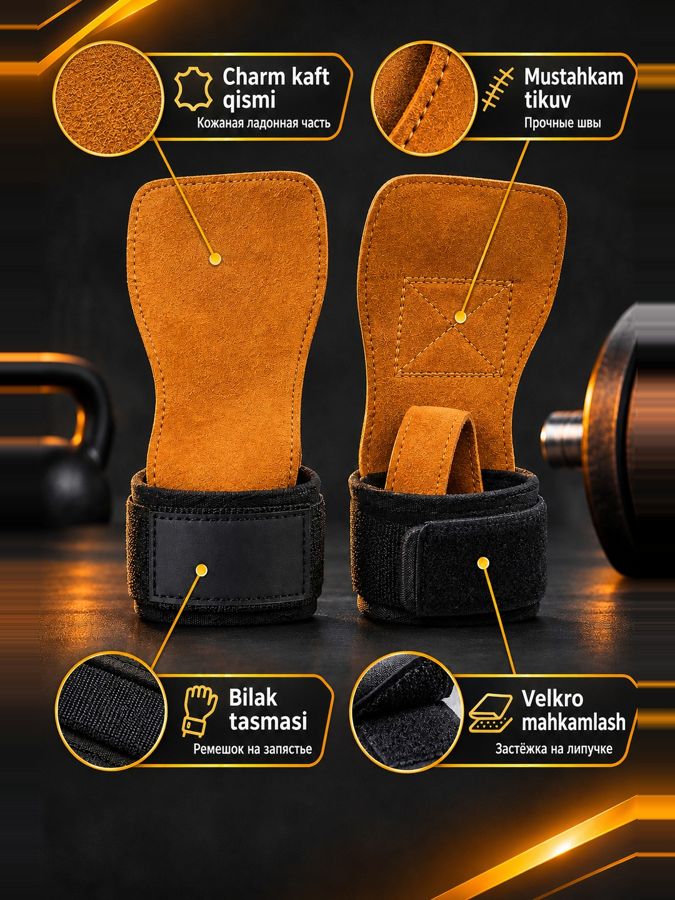 Charm kaft
qismi
Кожаная ладонная часть
Mustahkam
tikuv
Прочные швы
Bilak
tasmasi
Ремешок на запястье
Velkro
mahkamlash
Застёжка на липучке